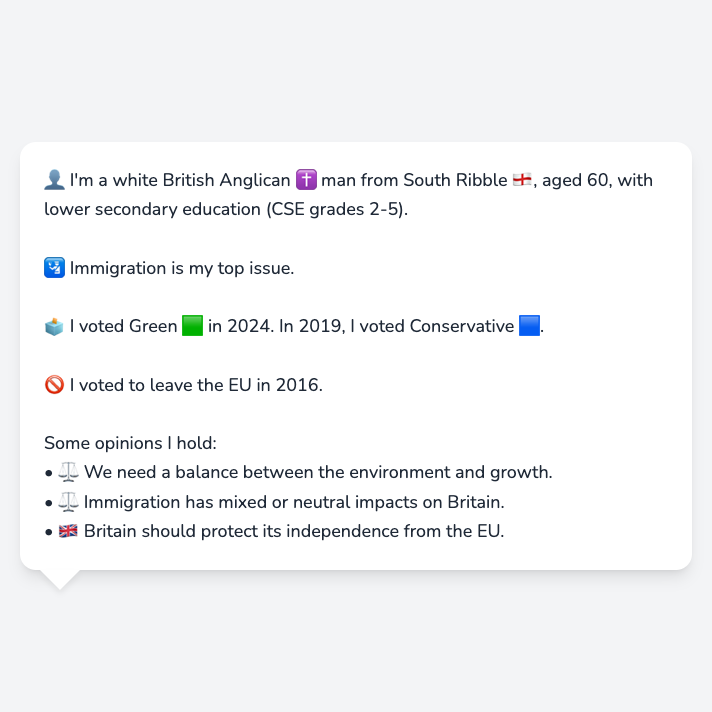 👤 I'm a white British Anglican ✝️ man from South Ribble 🏴󠁧󠁢󠁥󠁮󠁧󠁿, aged 60, with
lower secondary education (CSE grades 2-5).
🛂 Immigration is my top issue.
🗳️ I voted Green 🟩 in 2024. In 2019, I voted Conservative 🟦.
🚫 I voted to leave the EU in 2016.
Some opinions I hold:
• ⚖️ We need a balance between the environment and growth.
• ⚖️ Immigration has mixed or neutral impacts on Britain.
• 🇬🇧 Britain should protect its independence from the EU.